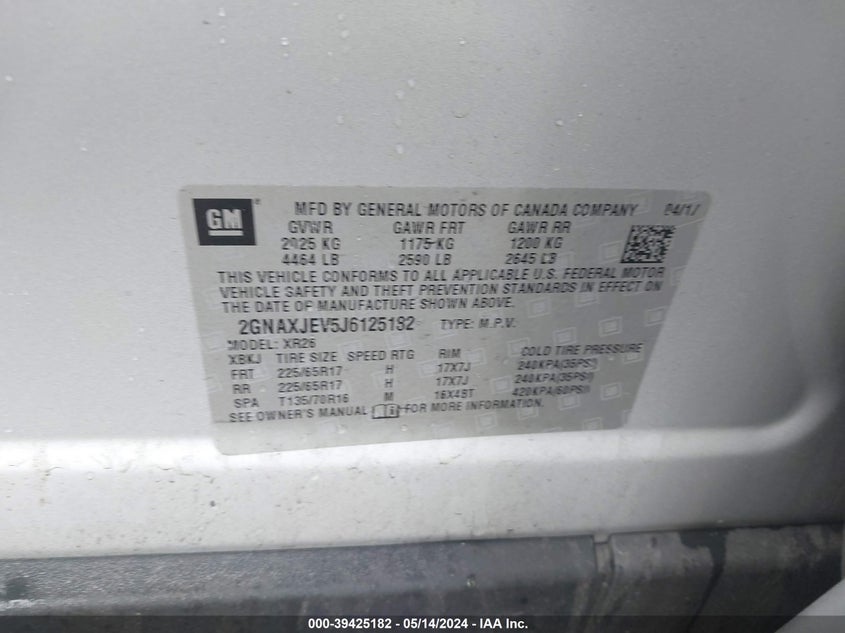 GM ® MFD BY GENERAL MOTORS OF CANADA COMPANY 04/17
GVWR GAWR FRT GAWR RR
2025 KG 1175 KG 1200 KG
4464 LB 2590 LB 2645 LB
THIS VEHICLE CONFORMS TO ALL APPLICABLE U.S. FEDERAL MOTOR
VEHICLE SAFETY AND THEFT PREVENTION STANDARDS IN EFFECT ON
THE DATE OF MANUFACTURE SHOWN ABOVE.
2GNAXJEV5J6125182 TYPE: M.P.V.
MODEL: XR26
XBKJ TIRE SIZE SPEED RTG RIM COLD TIRE PRESSURE
FRT 225/65R17 H 17X7J 240KPA(35PSI)
RR 225/65R17 H 17X7J 240KPA(35PSI)
SPA T135/70R16 M 16X4BT 420KPA(60PSI)
SEE OWNER'S MANUAL FOR MORE INFORMATION.
000-39425182 - 05/14/2024 - IAA Inc.